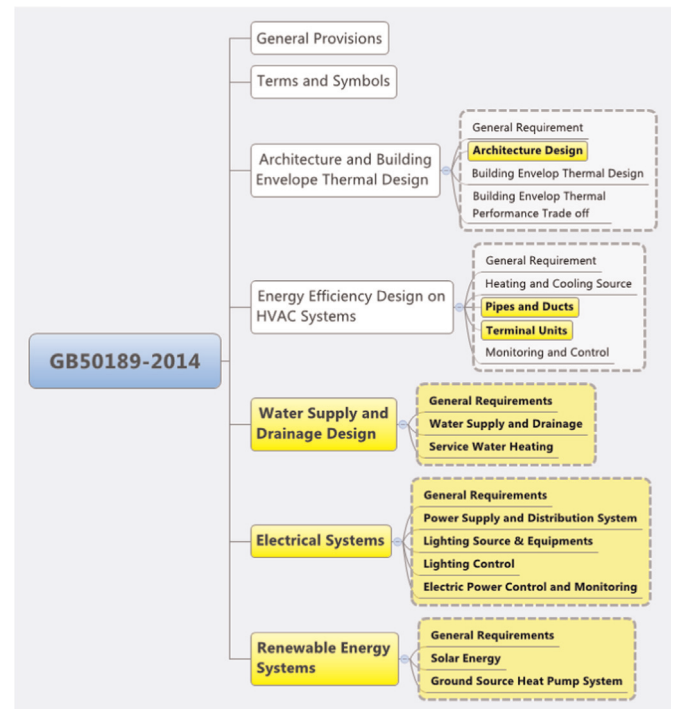 General Provisions
Terms and Symbols
Architecture and Building
Envelope Thermal Design
General Requirement
Architecture Design
Building Envelop Thermal Design
Building Envelop Thermal
Performance Trade off
Energy Efficiency Design on
HVAC Systems
General Requirement
Heating and Cooling Source
Pipes and Ducts
Terminal Units
Monitoring and Control
GB50189-2014
Water Supply and
Drainage Design
General Requirements
Water Supply and Drainage
Service Water Heating
Electrical Systems
General Requirements
Power Supply and Distribution System
Lighting Source & Equipments
Lighting Control
Electric Power Control and Monitoring
Renewable Energy
Systems
General Requirements
Solar Energy
Ground Source Heat Pump System